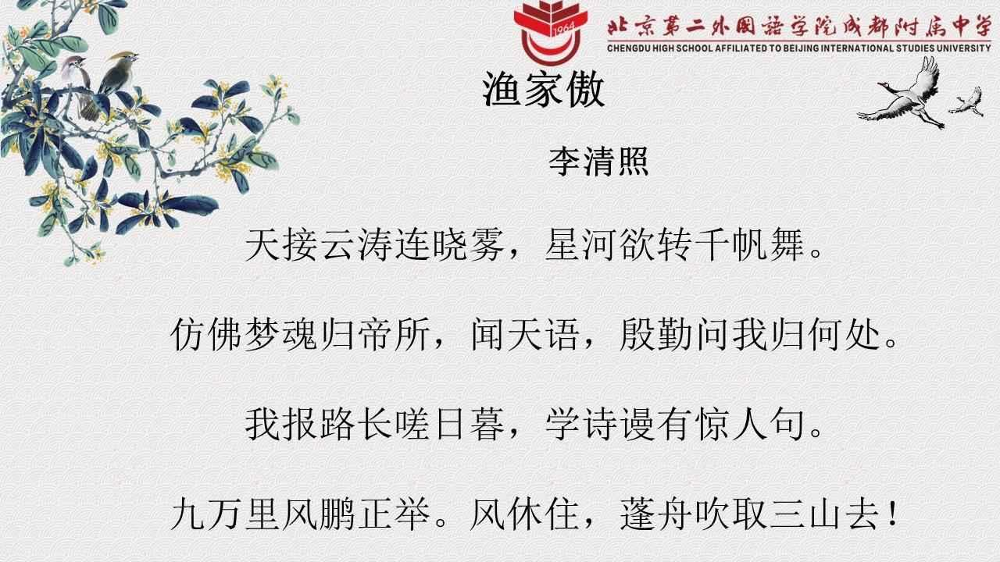 1964
北京第二外国语学院成都附属中学
CHENGDU HIGH SCHOOL AFFILIATED TO BEIJING INTERNATIONAL STUDIES UNIVERSITY
渔家傲
李清照
天接云涛连晓雾，星河欲转千帆舞。
仿佛梦魂归帝所，闻天语，殷勤问我归何处。
我报路长嗟日暮，学诗谩有惊人句。
九万里风鹏正举。风休住，蓬舟吹取三山去！